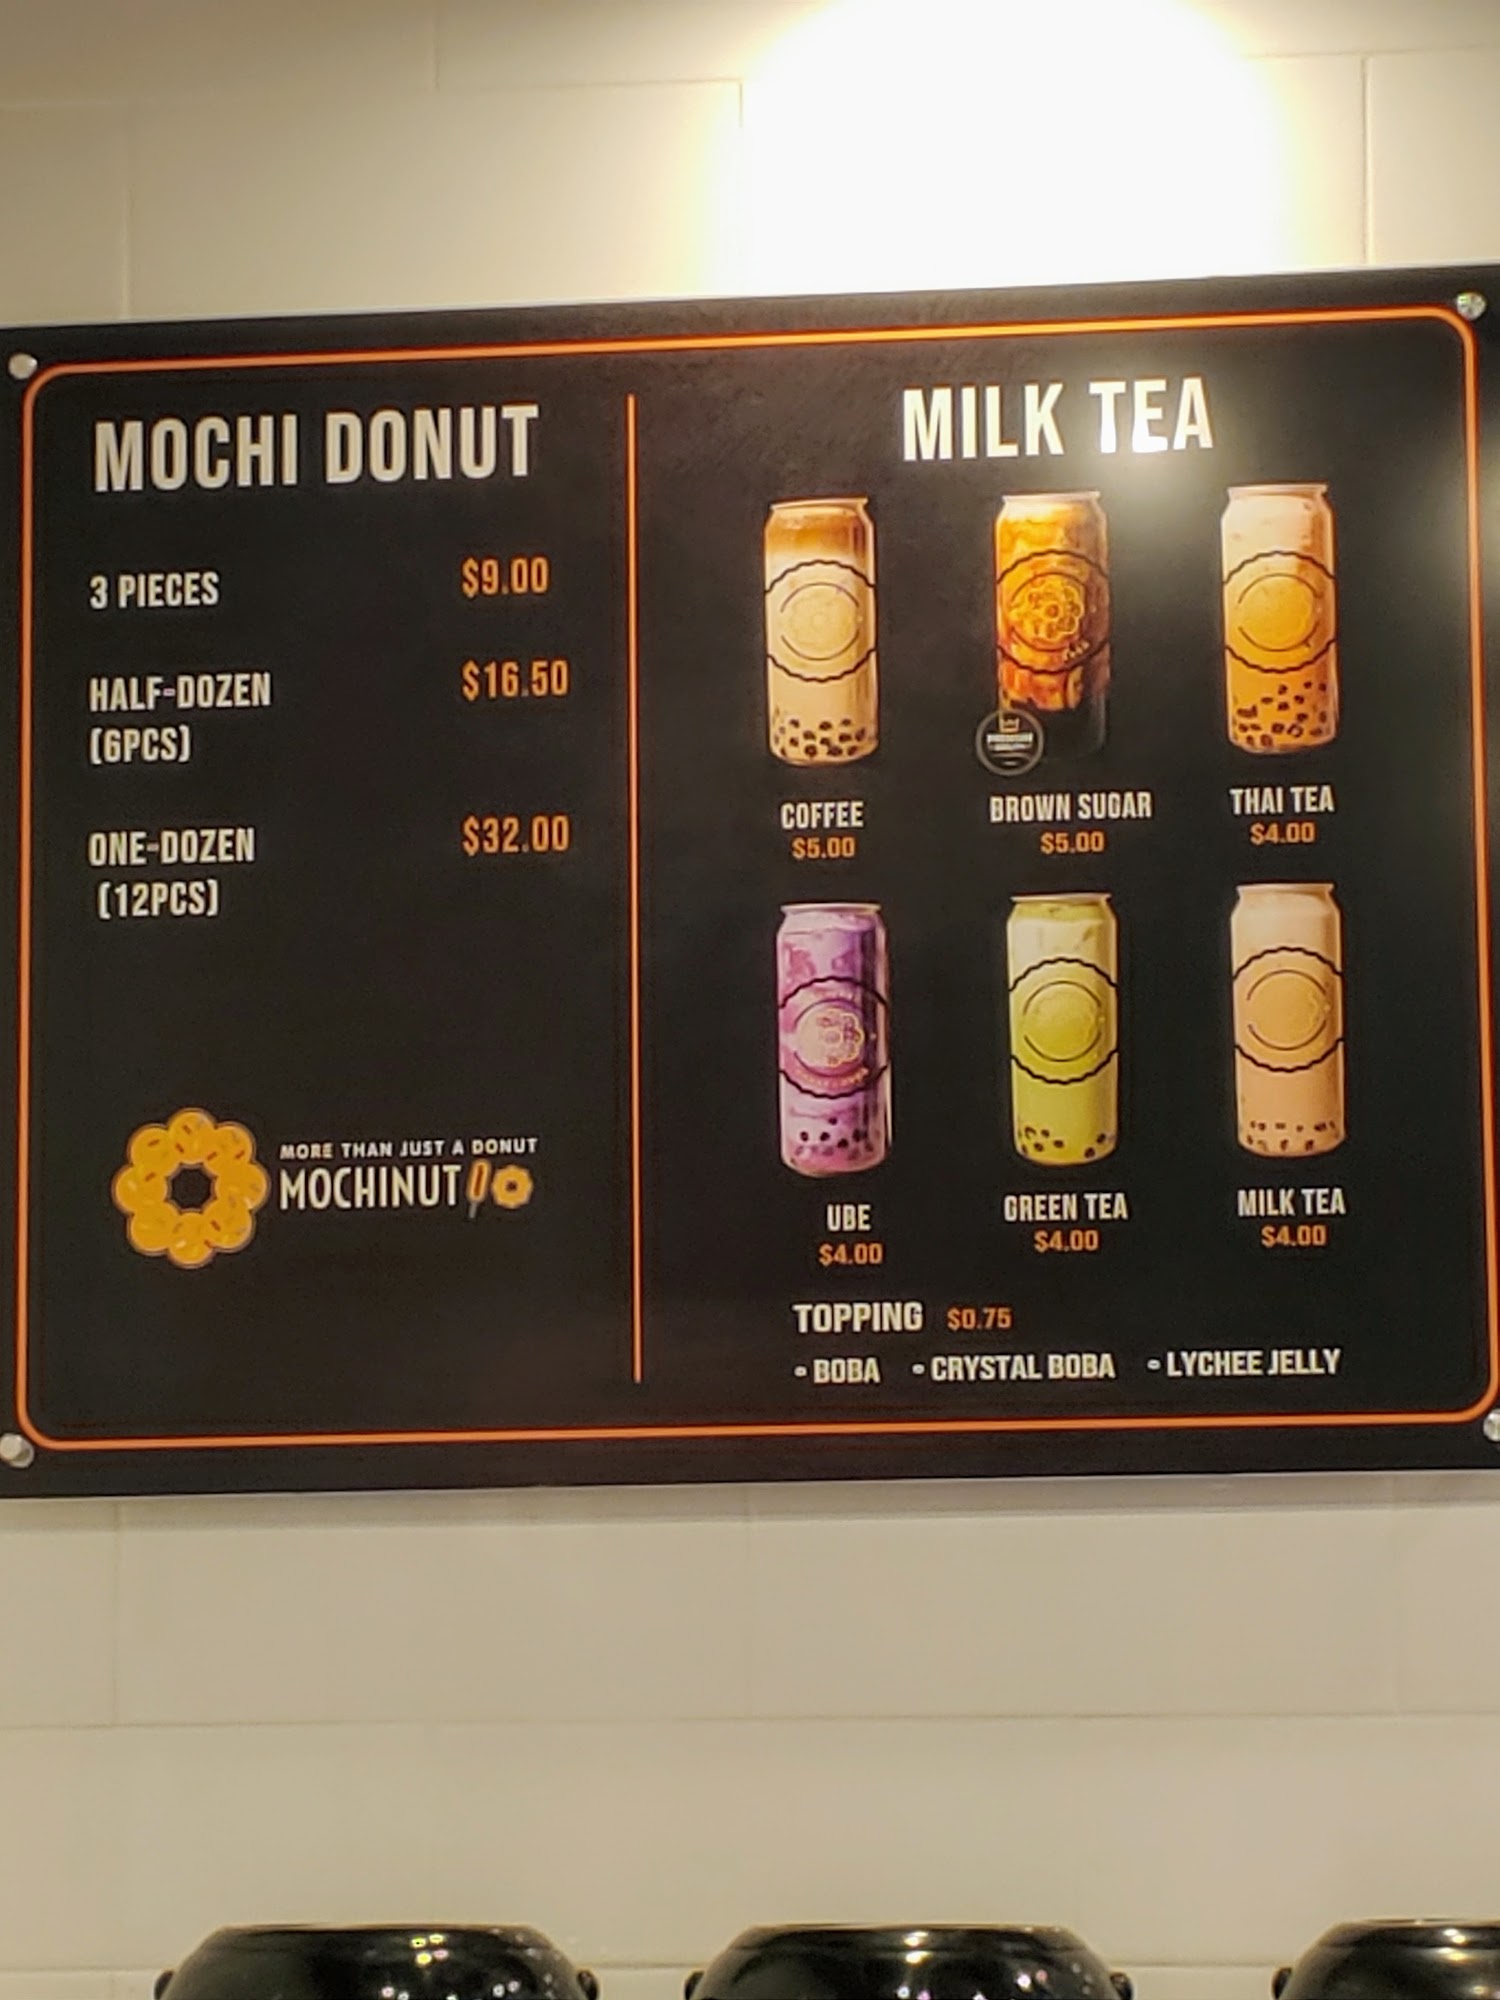 MOCHI DONUT
3 PIECES $9.00
HALF-DOZEN $16.50
(6PCS)
ONE-DOZEN $32.00
(12PCS)
MORE THAN JUST A DONUT
MOCHINUT
MILK TEA
COFFEE
$5.00
BROWN SUGAR
$5.00
THAI TEA
$4.00
UBE
$4.00
GREEN TEA
$4.00
MILK TEA
$4.00
TOPPING $0.75
• BOBA • CRYSTAL BOBA • LYCHEE JELLY